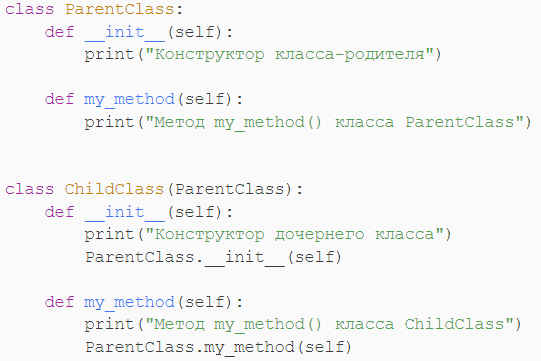 class ParentClass:
    def __init__(self):
        print("Конструктор класса-родителя")

    def my_method(self):
        print("Метод my_method() класса ParentClass")


class ChildClass(ParentClass):
    def __init__(self):
        print("Конструктор дочернего класса")
        ParentClass.__init__(self)

    def my_method(self):
        print("Метод my_method() класса ChildClass")
        ParentClass.my_method(self)